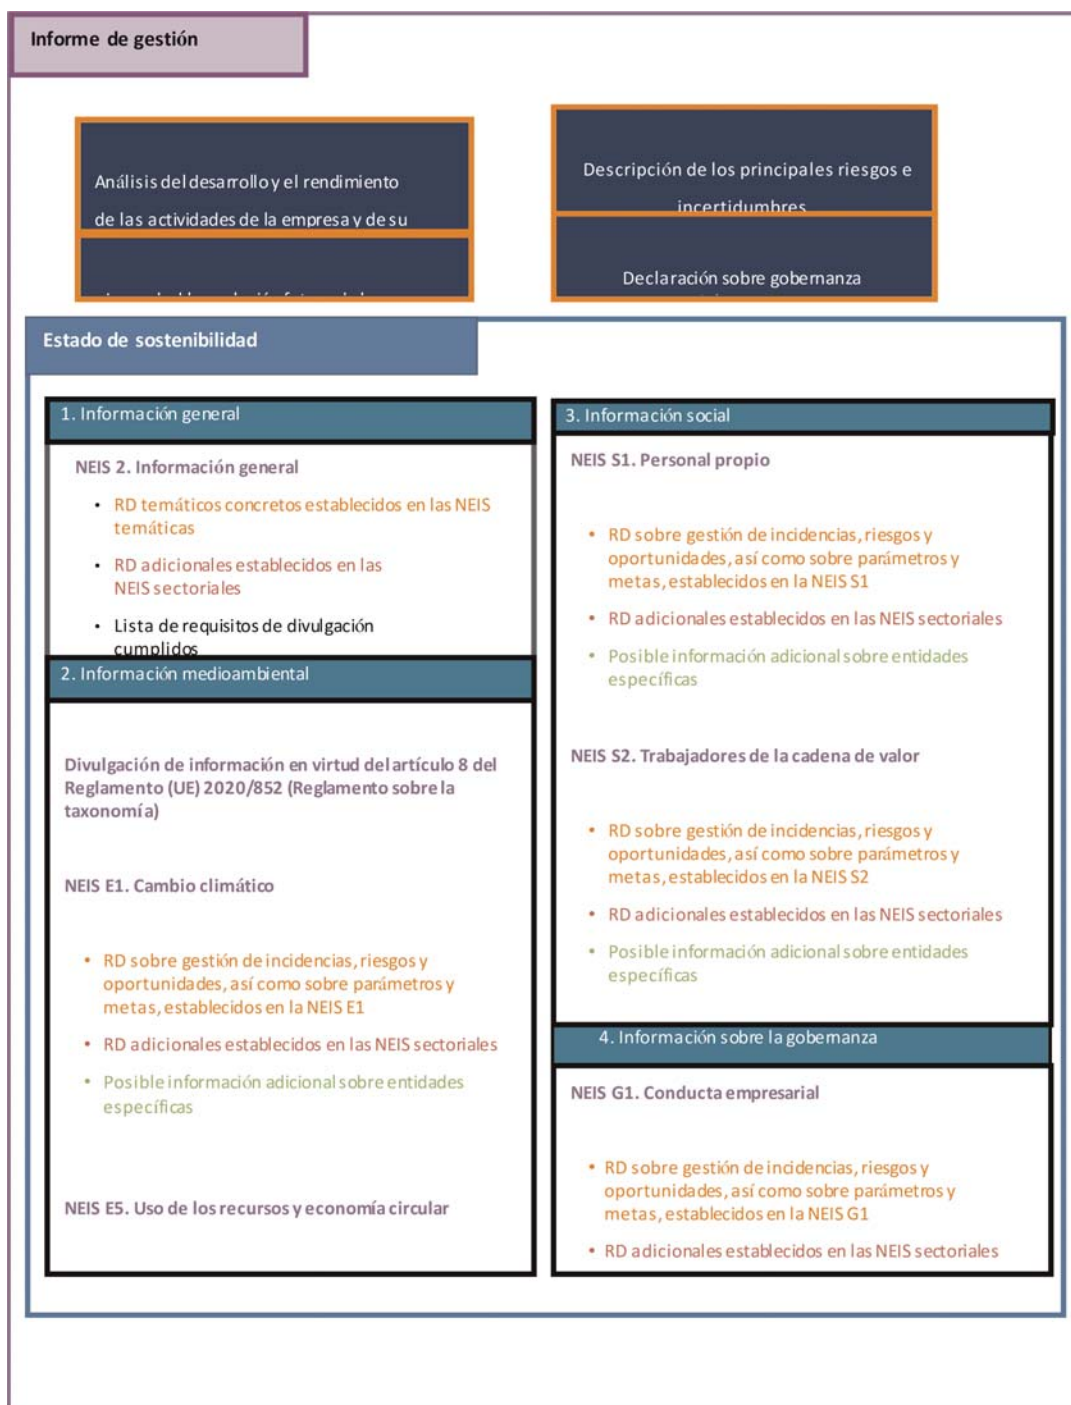 Informe de gestión
Análisis del desarrollo y el rendimiento
de las actividades de la empresa y de su
Descripción de los principales riesgos e
incertidumbres
Declaración sobre gobernanza
Estado de sostenibilidad
1. Información general
NEIS 2. Información general
• RD temáticos concretos establecidos en las NEIS
temáticas
• RD adicionales establecidos en las
NEIS sectoriales
• Lista de requisitos de divulgación
cumplidos
2. Información medioambiental
Divulgación de información en virtud del artículo 8 del
Reglamento (UE) 2020/852 (Reglamento sobre la
taxonomía)
NEIS E1. Cambio climático
• RD sobre gestión de incidencias, riesgos y
oportunidades, así como sobre parámetros y
metas, establecidos en la NEIS E1
• RD adicionales establecidos en las NEIS sectoriales
• Posible información adicional sobre entidades
específicas
NEIS E5. Uso de los recursos y economía circular
3. Información social
NEIS S1. Personal propio
• RD sobre gestión de incidencias, riesgos y
oportunidades, así como sobre parámetros y
metas, establecidos en la NEIS S1
• RD adicionales establecidos en las NEIS sectoriales
• Posible información adicional sobre entidades
específicas
NEIS S2. Trabajadores de la cadena de valor
• RD sobre gestión de incidencias, riesgos y
oportunidades, así como sobre parámetros y
metas, establecidos en la NEIS S2
• RD adicionales establecidos en las NEIS sectoriales
• Posible información adicional sobre entidades
específicas
4. Información sobre la gobernanza
NEIS G1. Conducta empresarial
• RD sobre gestión de incidencias, riesgos y
oportunidades, así como sobre parámetros y
metas, establecidos en la NEIS G1
• RD adicionales establecidos en las NEIS sectoriales